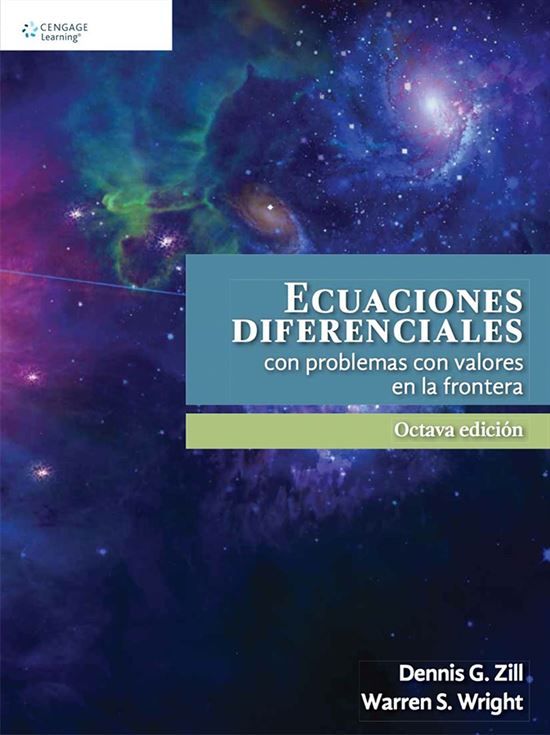 CENGAGE
Learning®
ECUACIONES
DIFERENCIALES
con problemas con valores
en la frontera
Octava edición
Dennis G. Zill
Warren S. Wright